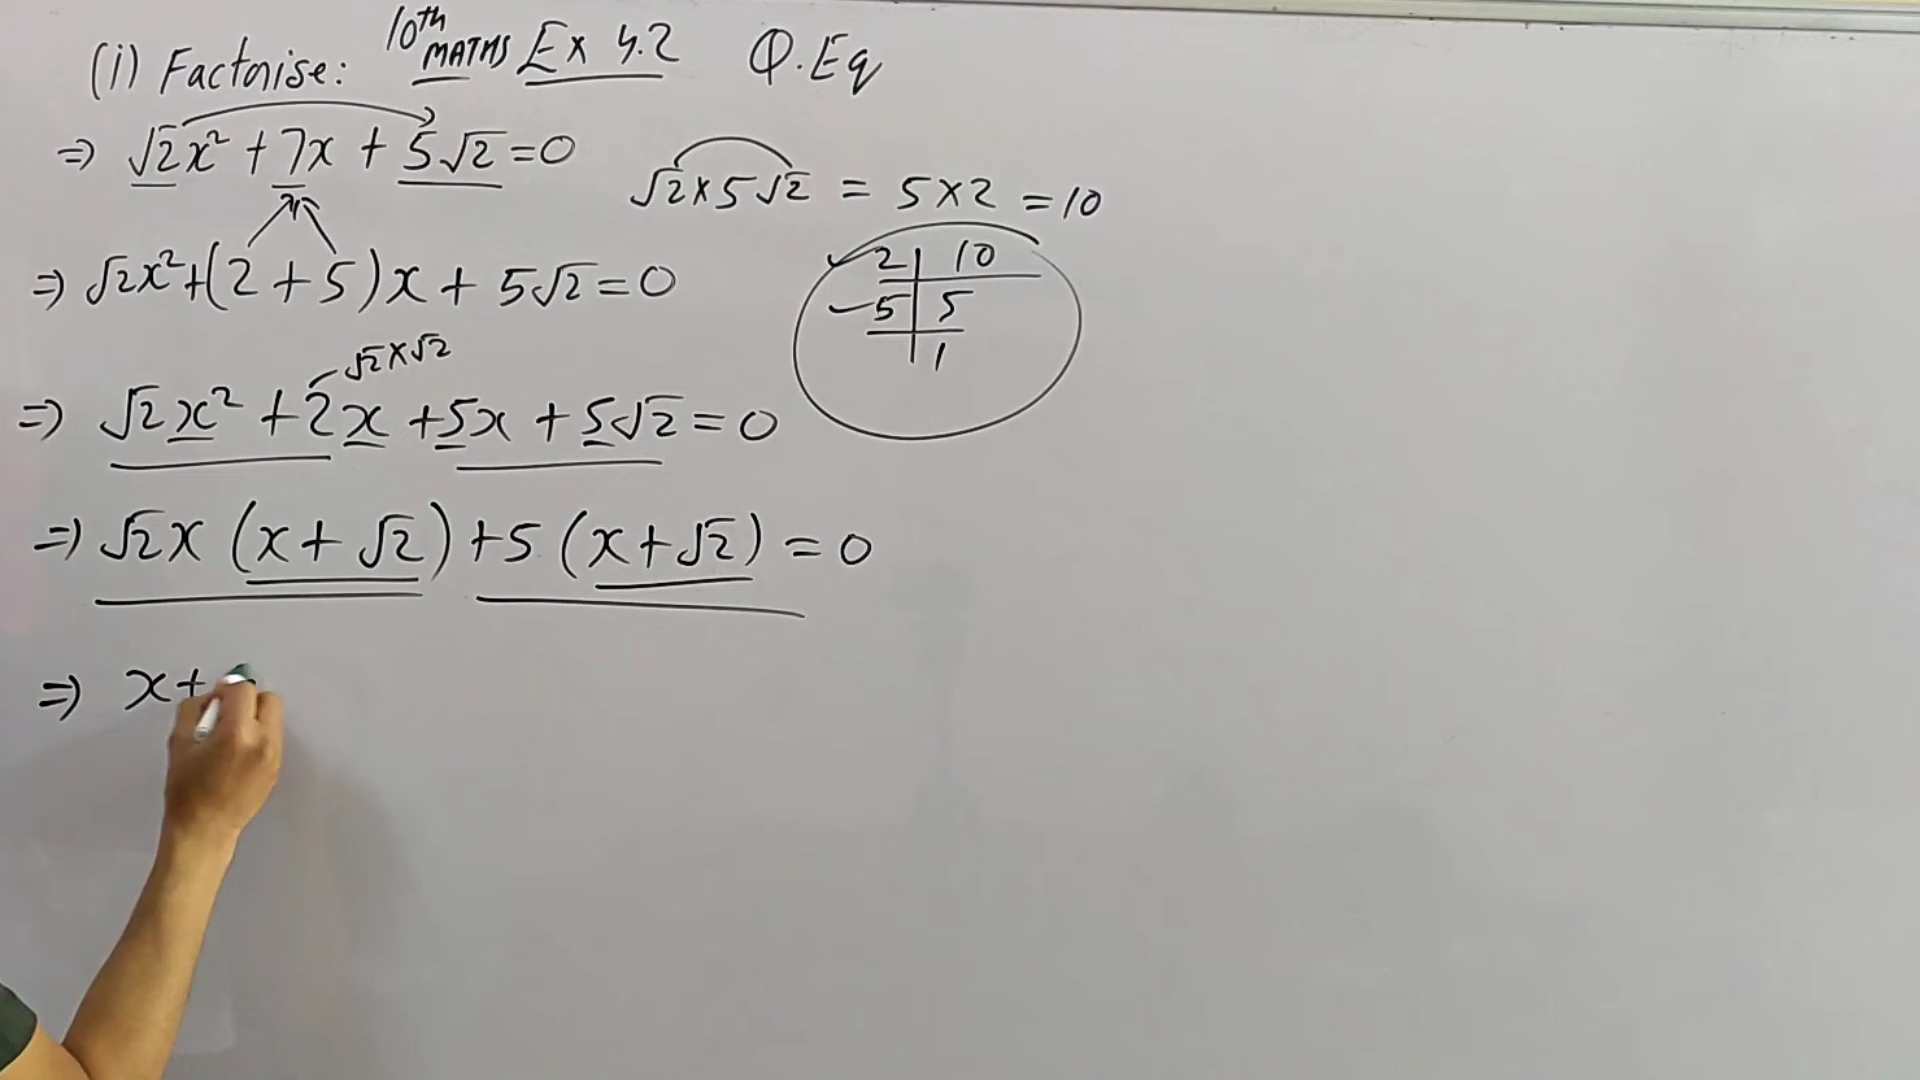 (i) Factorise: 10th MATHS Ex 4.2 Q.Eq
⇒ √2x² + 7x + 5√2 = 0
√2 × 5√2 = 5 × 2 = 10
2 | 10
5 | 5
1
⇒ √2x² + (2 + 5)x + 5√2 = 0
√2 × √2
⇒ √2x² + 2x + 5x + 5√2 = 0
⇒ √2x (x + √2) + 5 (x + √2) = 0
⇒ x +